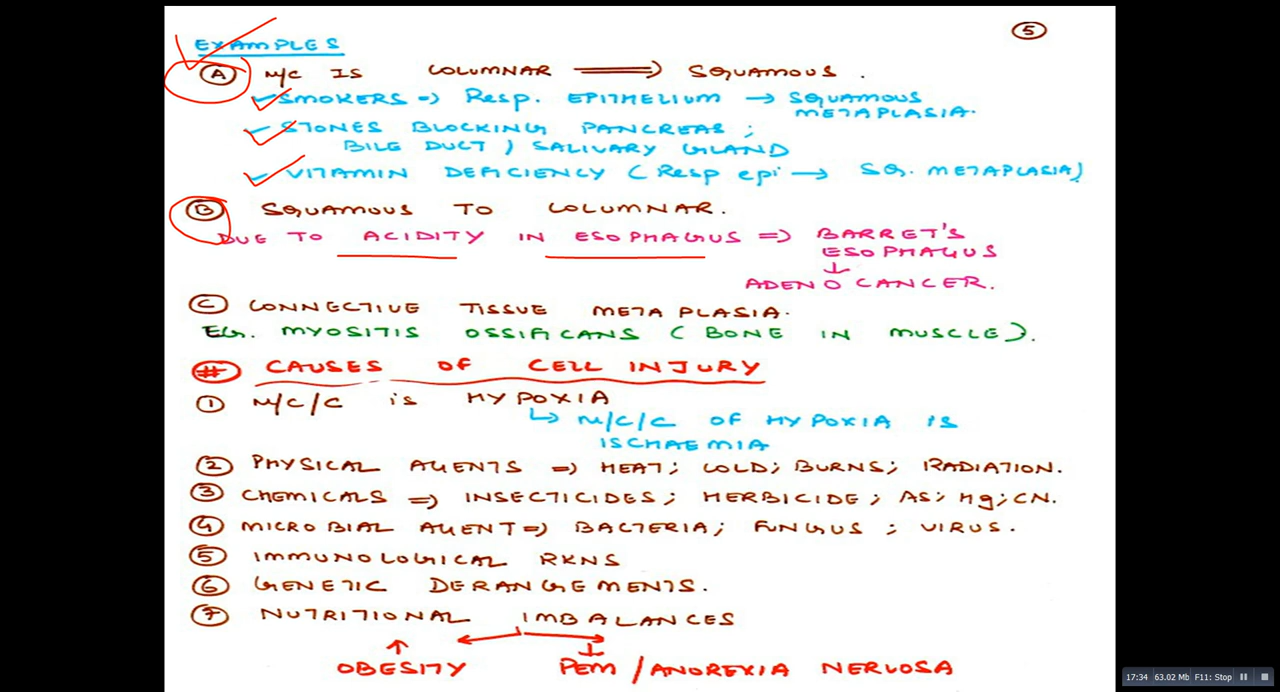 5
EXAMPLES
A M/C IS COLUMNAR ⟹ SQUAMOUS.
SMOKERS => Resp. EPITHELIUM → SQUAMOUS METAPLASIA.
STONES BLOCKING PANCREAS;
BILE DUCT / SALIVARY GLAND
VITAMIN DEFICIENCY (Resp epi → SQ. METAPLASIA)
B SQUAMOUS TO COLUMNAR.
DUE TO ACIDITY IN ESOPHAGUS => BARRET'S
ESOPHAGUS
↓
ADENO CANCER.
C CONNECTIVE TISSUE METAPLASIA.
EG. MYOSITIS OSSIFICANS (BONE IN MUSCLE).
# CAUSES OF CELL INJURY
1 M/C/C is HYPOXIA
↳ M/C/C OF HYPOXIA IS
ISCHAEMIA
2 PHYSICAL AGENTS => HEAT; COLD; BURNS; RADIATION.
3 CHEMICALS => INSECTICIDES; HERBICIDE; AS; Hg; CN.
4 MICROBIAL AGENT => BACTERIA; FUNGUS; VIRUS.
5 IMMUNOLOGICAL RXNS
6 GENETIC DERANGEMENTS.
7 NUTRITIONAL IMBALANCES
OBESITY PEM / ANOREXIA NERVOSA
17:34 63.02 Mb F11: Stop